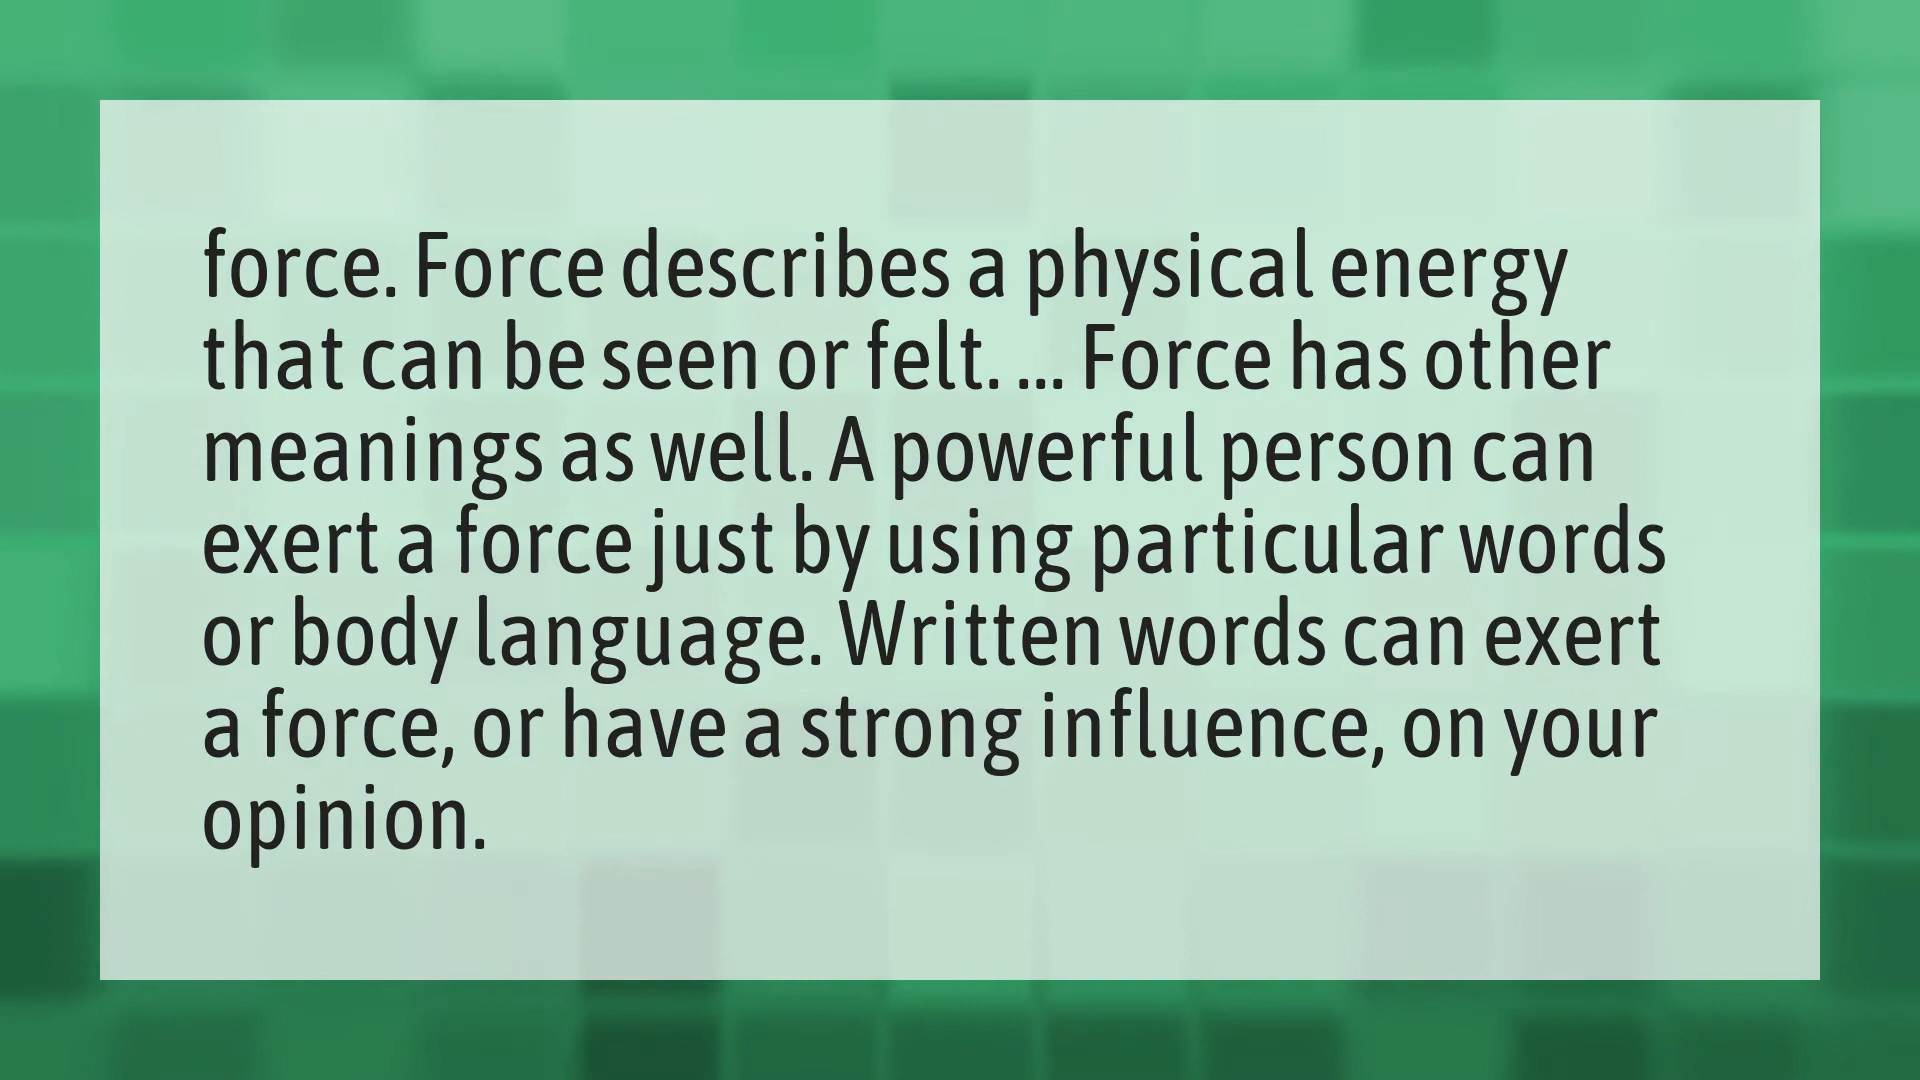 force. Force describes a physical energy
that can be seen or felt. ... Force has other
meanings as well. A powerful person can
exert a force just by using particular words
or body language. Written words can exert
a force, or have a strong influence, on your
opinion.